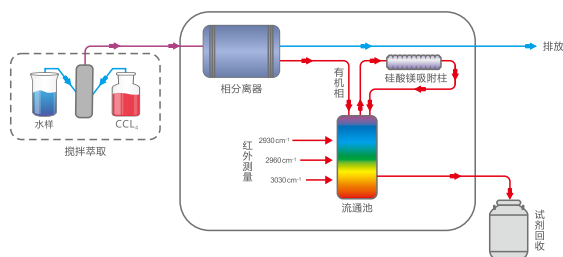 水样
CCL4
搅拌萃取
相分离器
有机相
硅酸镁吸附柱
排放
红外测量
2930 cm-1
2960 cm-1
3030 cm-1
流通池
试剂回收